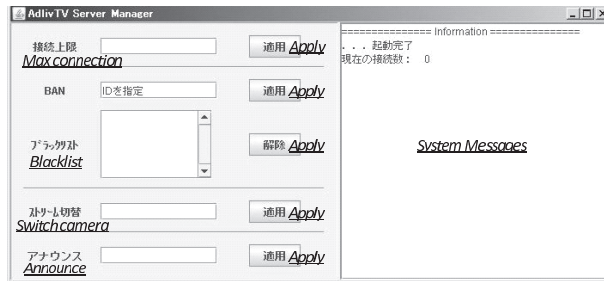 AdlivTV Server Manager
接続上限 適用 Apply
Max connection
BAN IDを指定 適用 Apply
ﾌﾞﾗｯｸﾘｽﾄ 解除 Apply
Blacklist
ｽﾄﾘｰﾑ切替 適用 Apply
Switch camera
アナウンス 適用 Apply
Announce
============== Information ==============
. . . 起動完了
現在の接続数： 0
System Messages